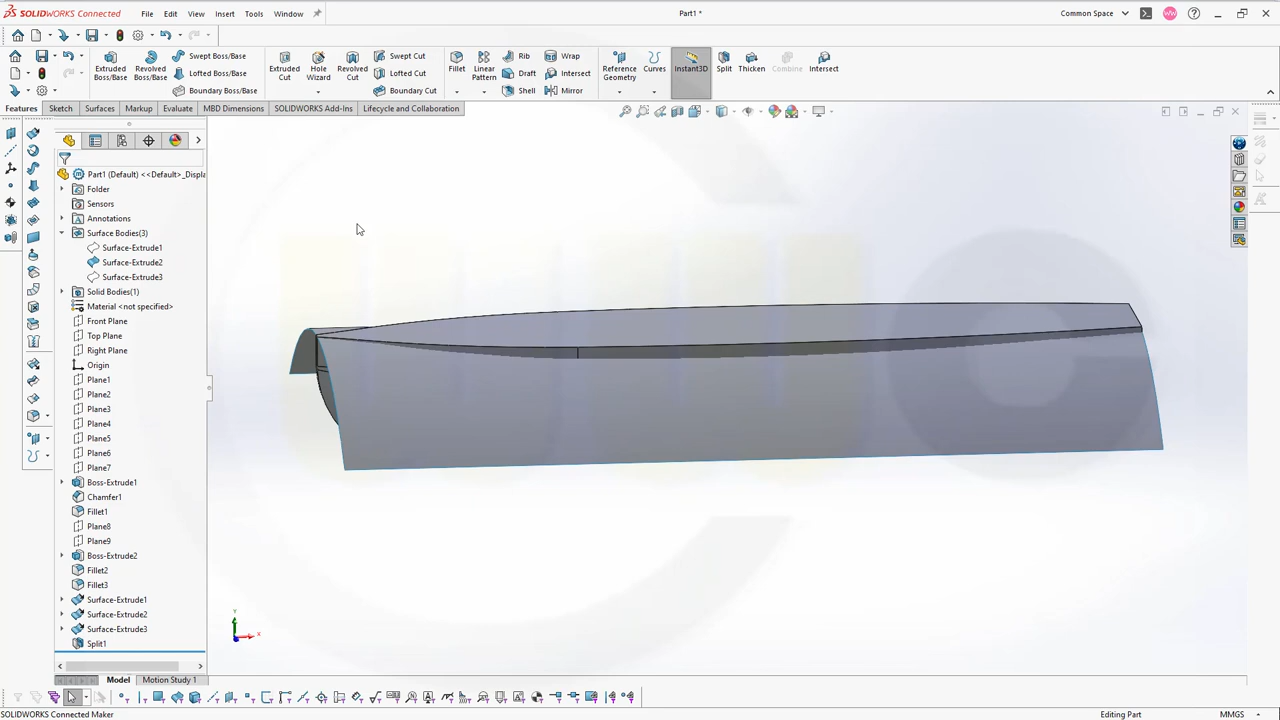 SOLIDWORKS Connected
File
Edit
View
Insert
Tools
Window
Part1 *
Common Space
WW
Extruded Boss/Base
Revolved Boss/Base
Swept Boss/Base
Lofted Boss/Base
Boundary Boss/Base
Extruded Cut
Hole Wizard
Revolved Cut
Swept Cut
Lofted Cut
Boundary Cut
Fillet
Linear Pattern
Rib
Draft
Shell
Wrap
Intersect
Mirror
Reference Geometry
Curves
Instant3D
Split
Thicken
Combine
Intersect
Features
Sketch
Surfaces
Markup
Evaluate
MBD Dimensions
SOLIDWORKS Add-Ins
Lifecycle and Collaboration
Part1 (Default) <<Default>_Displa
Folder
Sensors
Annotations
Surface Bodies(3)
Surface-Extrude1
Surface-Extrude2
Surface-Extrude3
Solid Bodies(1)
Material <not specified>
Front Plane
Top Plane
Right Plane
Origin
Plane1
Plane2
Plane3
Plane4
Plane5
Plane6
Plane7
Boss-Extrude1
Chamfer1
Fillet1
Plane8
Plane9
Boss-Extrude2
Fillet2
Fillet3
Surface-Extrude1
Surface-Extrude2
Surface-Extrude3
Split1
Y
X
Model
Motion Study 1
SOLIDWORKS Connected Maker
Editing Part
MMGS